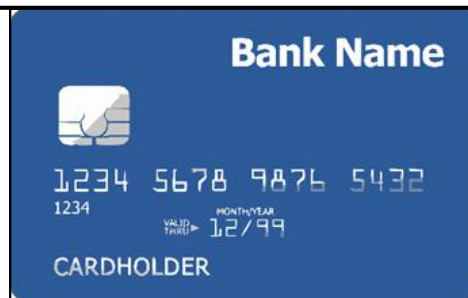 Bank Name
1234 5678 9876 5432
1234
MONTH/YEAR
VALID
THRU 12/99
CARDHOLDER